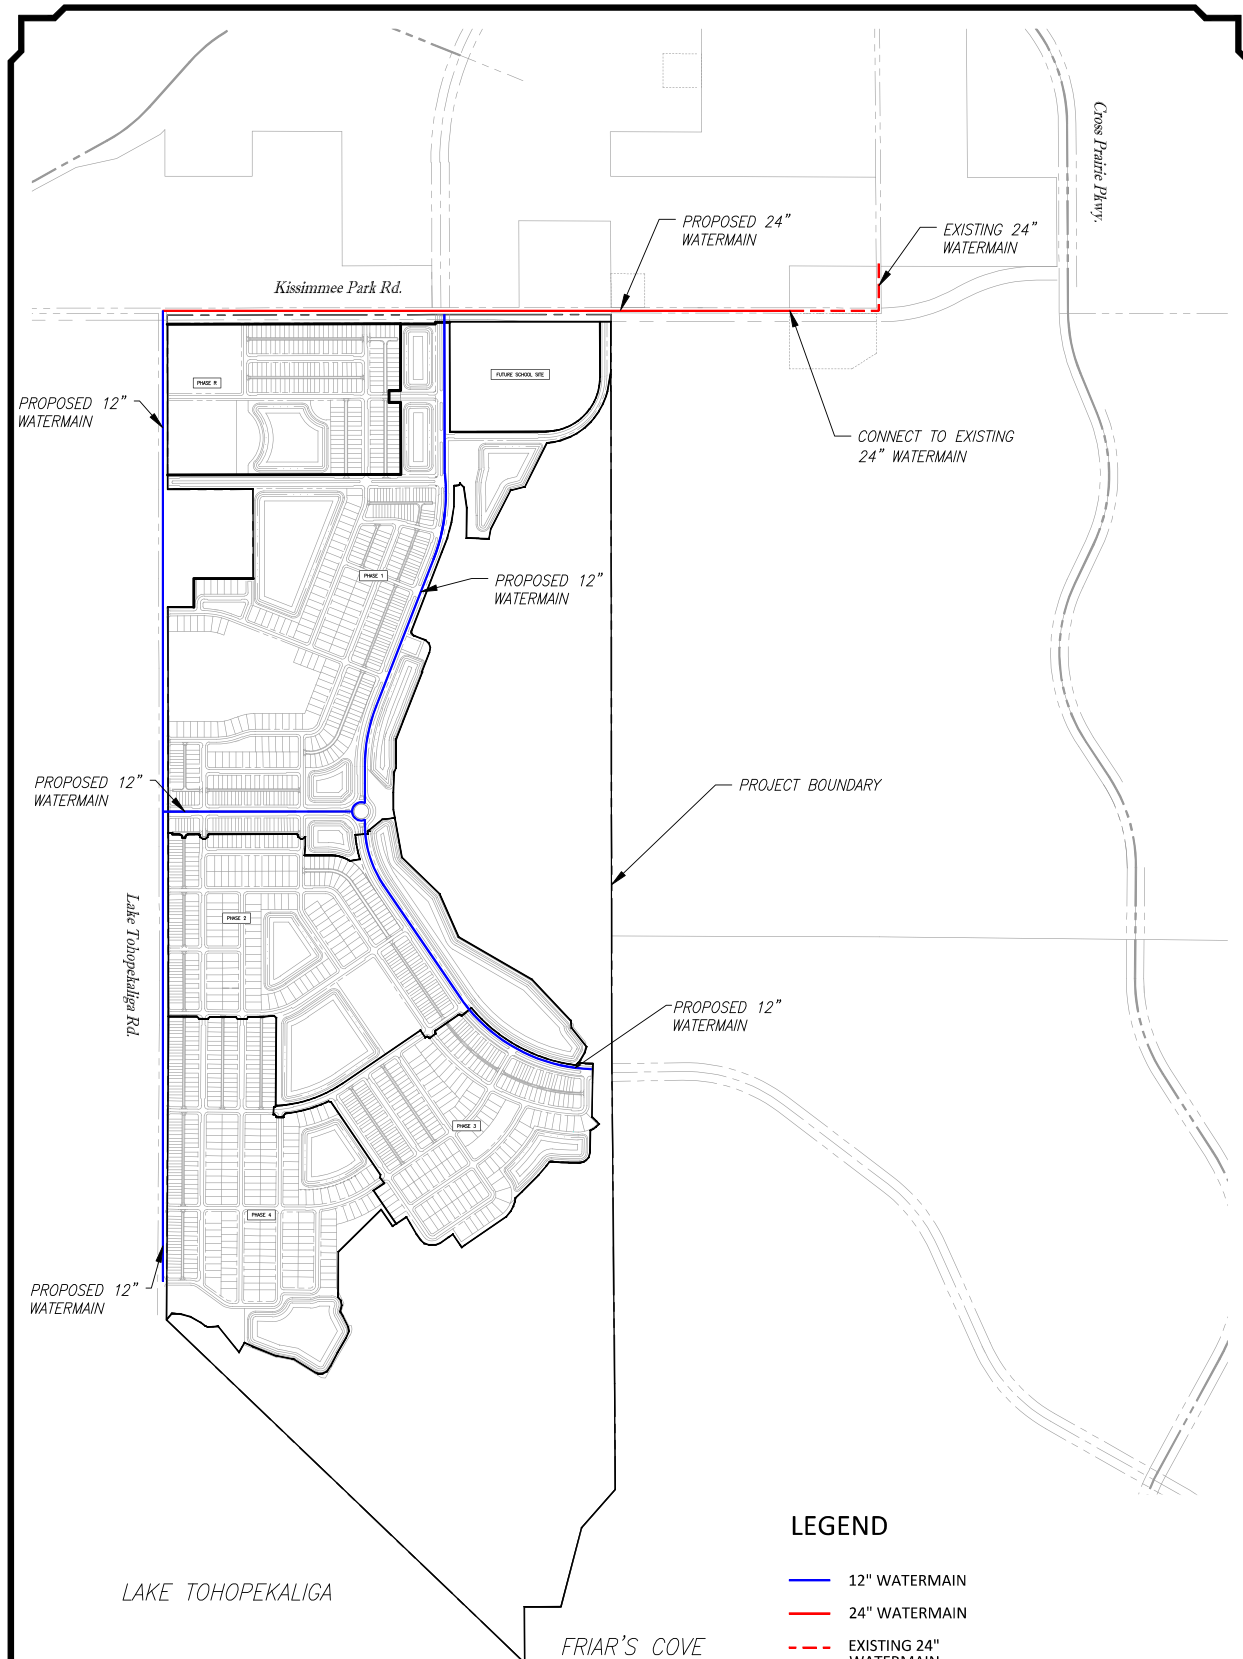 Cross Prairie Pkwy.
PROPOSED 24"
WATERMAIN
EXISTING 24"
WATERMAIN
Kissimmee Park Rd.
PHASE R
FUTURE SCHOOL SITE
PROPOSED 12"
WATERMAIN
CONNECT TO EXISTING
24" WATERMAIN
PHASE 1
PROPOSED 12"
WATERMAIN
PROPOSED 12"
WATERMAIN
PROJECT BOUNDARY
Lake Tohopekaliga Rd.
PHASE 2
PROPOSED 12"
WATERMAIN
PHASE 3
PHASE 4
PROPOSED 12"
WATERMAIN
LEGEND
12" WATERMAIN
24" WATERMAIN
EXISTING 24"
WATERMAIN
LAKE TOHOPEKALIGA
FRIAR'S COVE